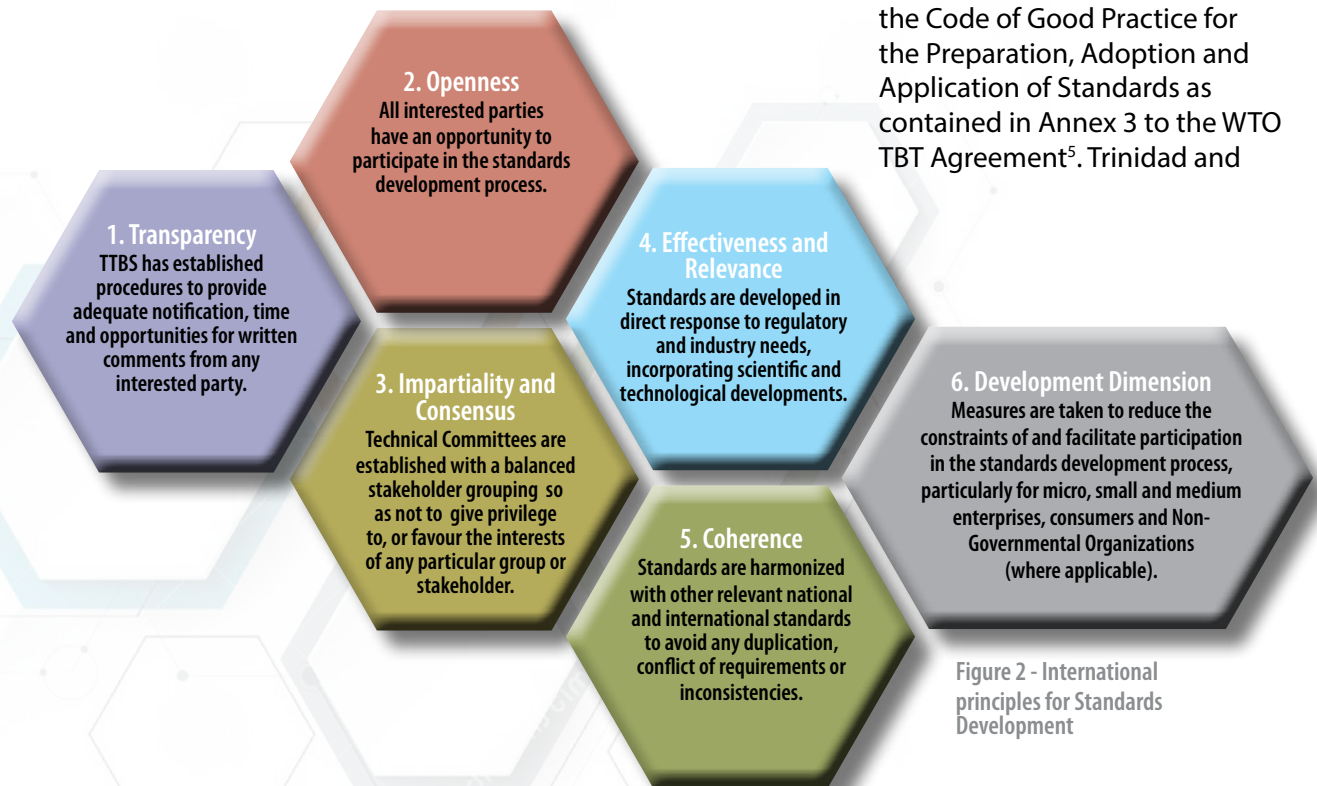 the Code of Good Practice for
the Preparation, Adoption and
Application of Standards as
contained in Annex 3 to the WTO
TBT Agreement⁵. Trinidad and
1. Transparency
TTBS has established
procedures to provide
adequate notification, time
and opportunities for written
comments from any
interested party.
2. Openness
All interested parties
have an opportunity to
participate in the standards
development process.
3. Impartiality and
Consensus
Technical Committees are
established with a balanced
stakeholder grouping so
as not to give privilege
to, or favour the interests
of any particular group or
stakeholder.
4. Effectiveness and
Relevance
Standards are developed in
direct response to regulatory
and industry needs,
incorporating scientific and
technological developments.
5. Coherence
Standards are harmonized
with other relevant national
and international standards
to avoid any duplication,
conflict of requirements or
inconsistencies.
6. Development Dimension
Measures are taken to reduce the
constraints of and facilitate participation
in the standards development process,
particularly for micro, small and medium
enterprises, consumers and Non-
Governmental Organizations
(where applicable).
Figure 2 - International
principles for Standards
Development